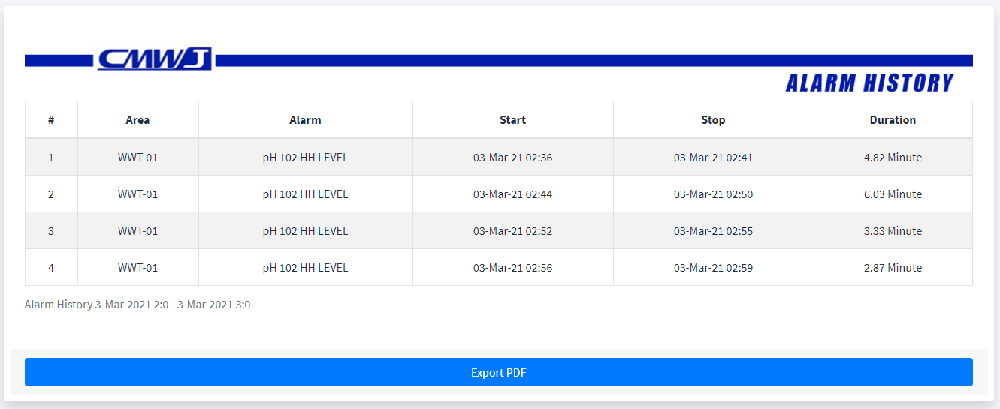 CMWJ
ALARM HISTORY
# Area Alarm Start Stop Duration
1 WWT-01 pH 102 HH LEVEL 03-Mar-21 02:36 03-Mar-21 02:41 4.82 Minute
2 WWT-01 pH 102 HH LEVEL 03-Mar-21 02:44 03-Mar-21 02:50 6.03 Minute
3 WWT-01 pH 102 HH LEVEL 03-Mar-21 02:52 03-Mar-21 02:55 3.33 Minute
4 WWT-01 pH 102 HH LEVEL 03-Mar-21 02:56 03-Mar-21 02:59 2.87 Minute
Alarm History 3-Mar-2021 2:0 - 3-Mar-2021 3:0
Export PDF